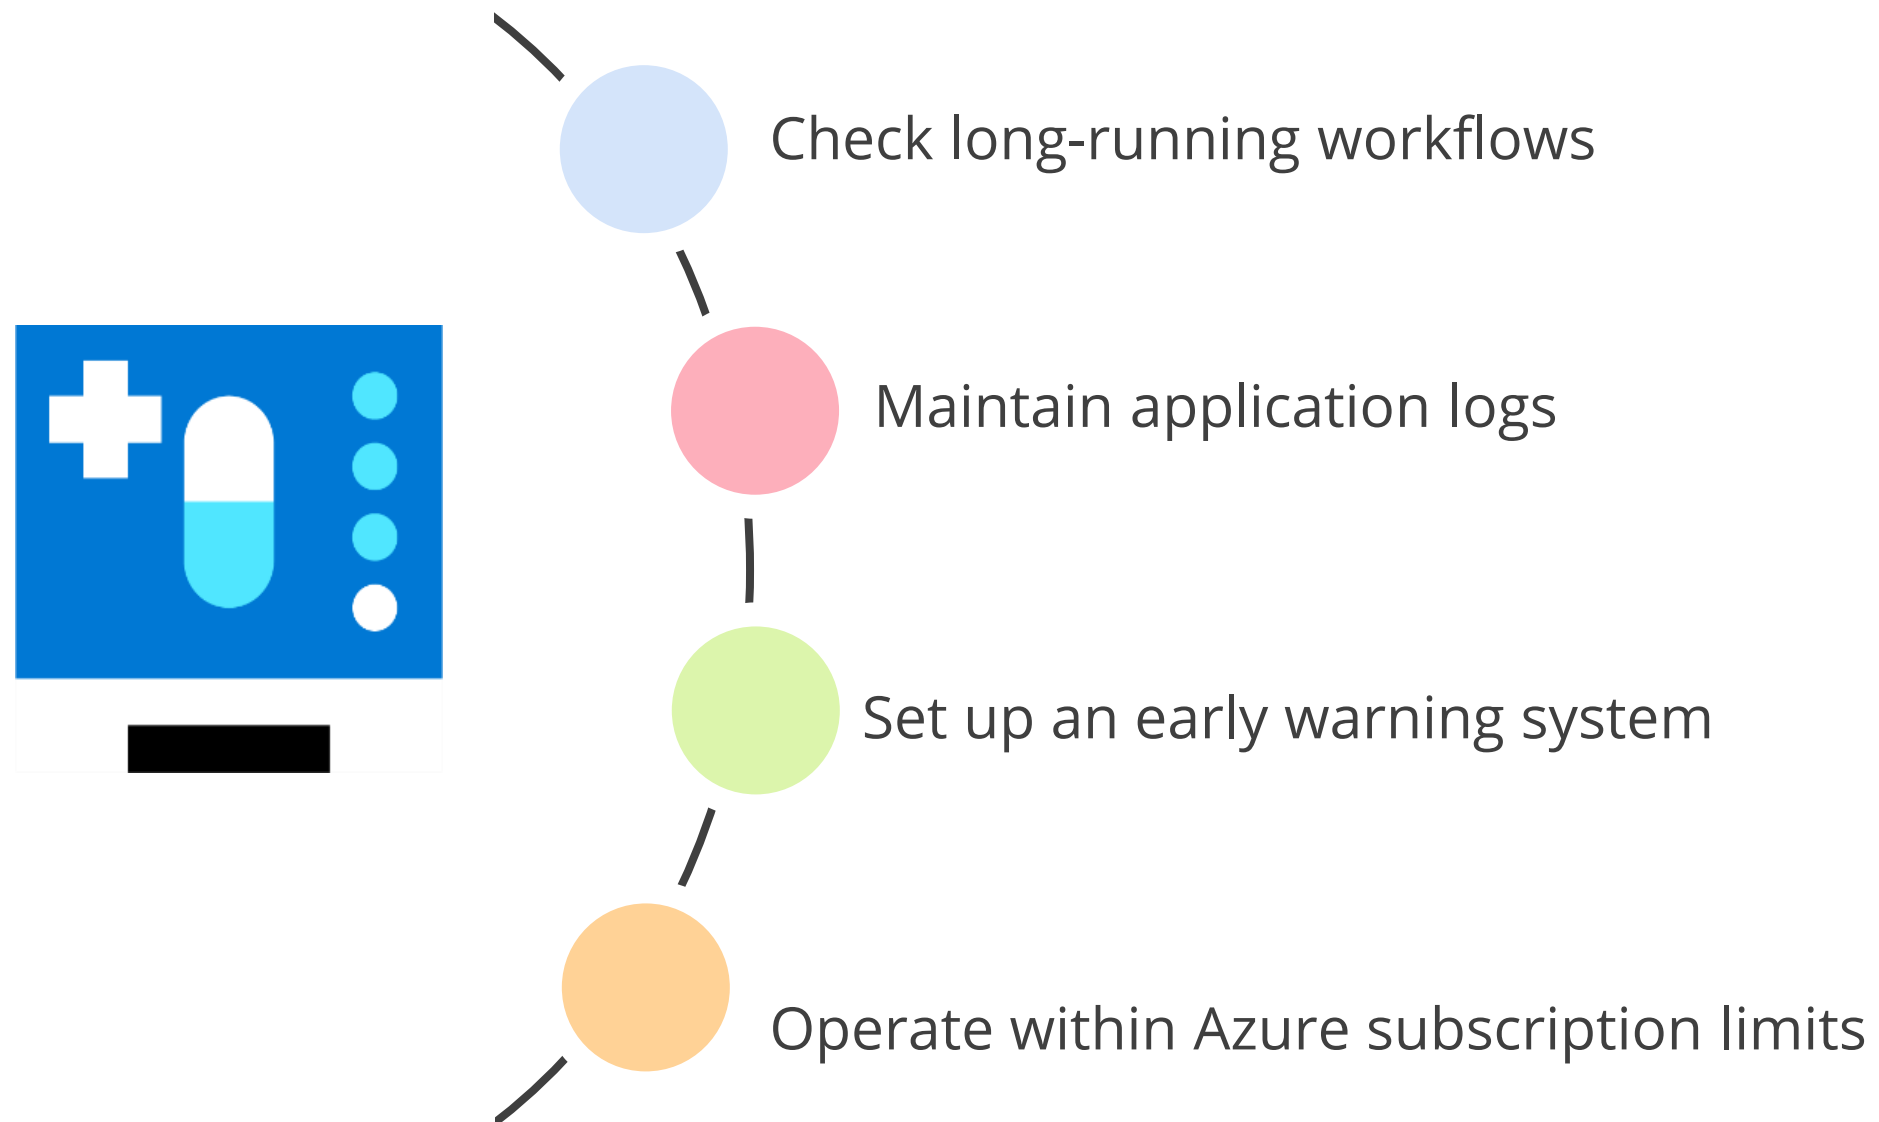 Check long-running workflows
Maintain application logs
Set up an early warning system
Operate within Azure subscription limits